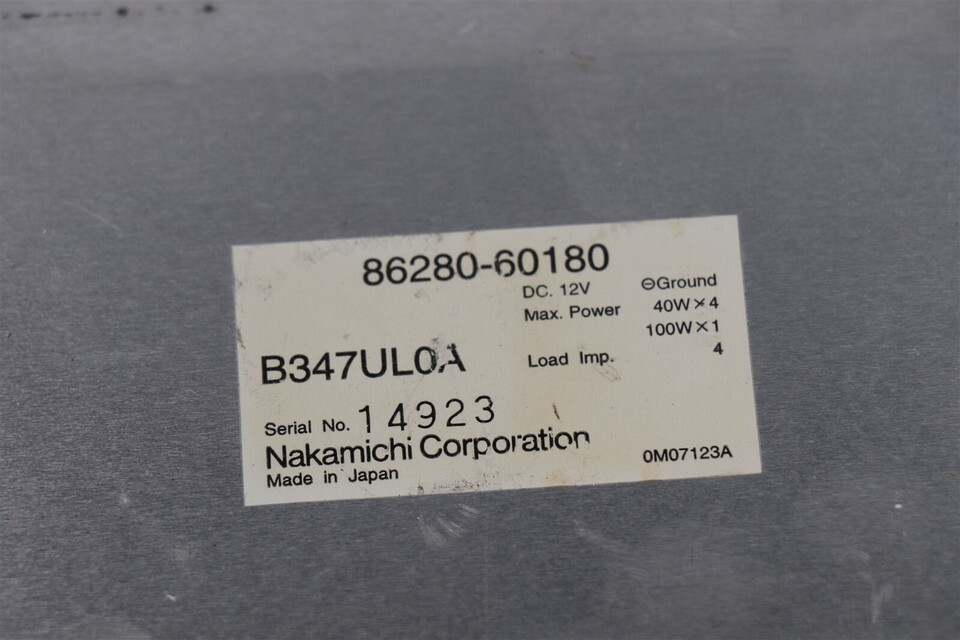 86280-60180
DC. 12V ⊖Ground
Max. Power 40W×4
100W×1
B347UL0A Load Imp. 4
Serial No. 14923
Nakamichi Corporation
Made in Japan 0M07123A